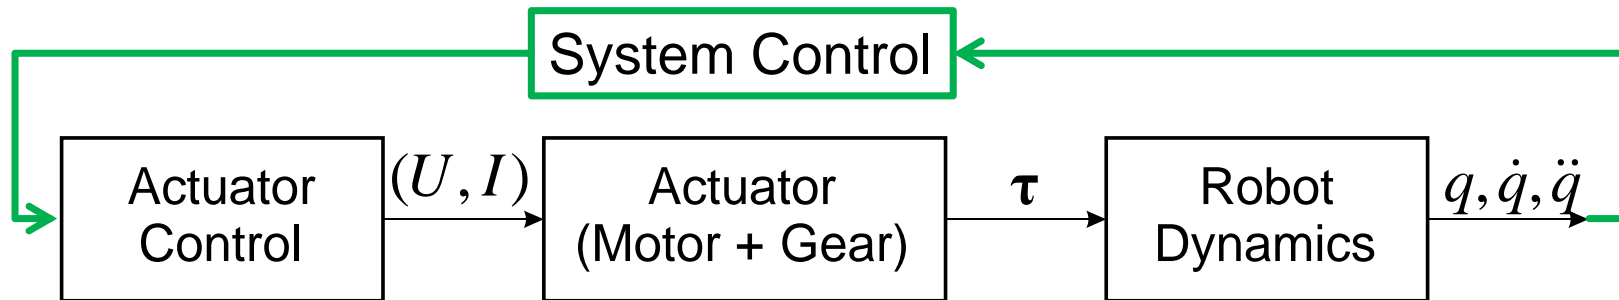 System Control
Actuator
Control
(U, I)
Actuator
(Motor + Gear)
τ
Robot
Dynamics
q, q̇, q̈